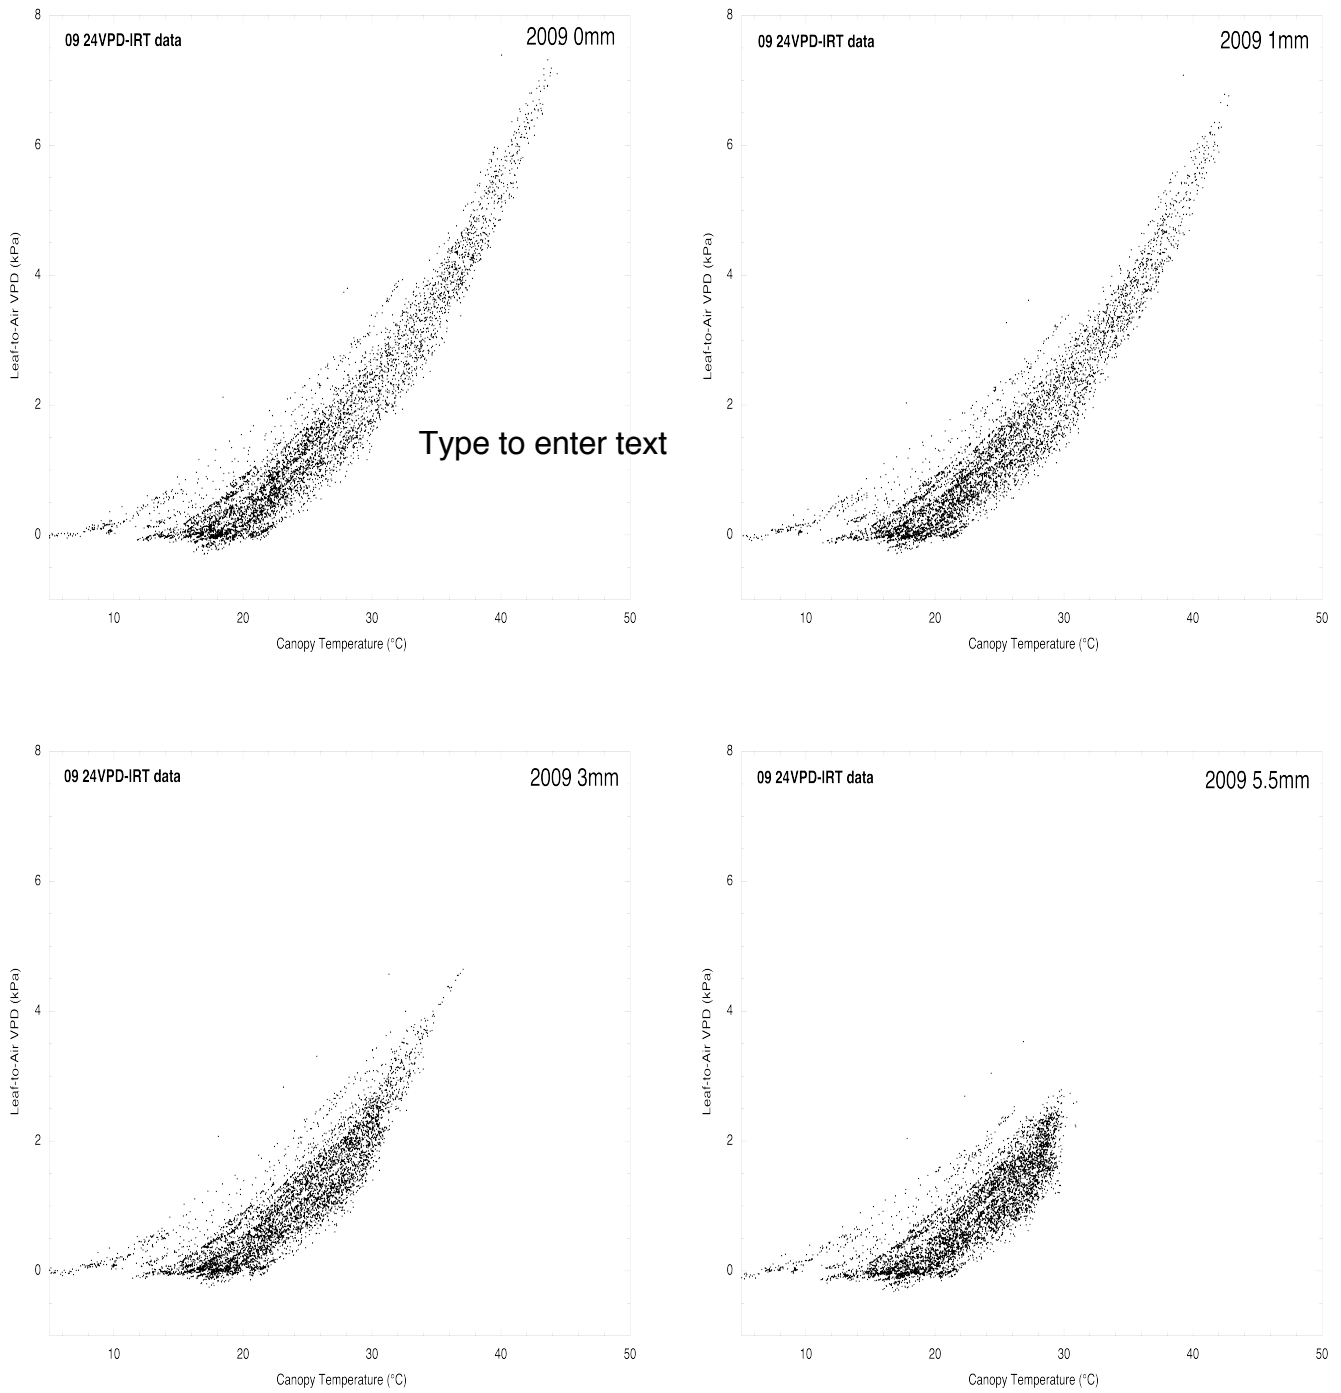 09 24VPD-IRT data
2009 0mm
8
6
4
2
0
Leaf-to-Air VPD (kPa)
Type to enter text
10 20 30 40 50
Canopy Temperature (°C)
09 24VPD-IRT data
2009 1mm
8
6
4
2
0
Leaf-to-Air VPD (kPa)
10 20 30 40 50
Canopy Temperature (°C)
09 24VPD-IRT data
2009 3mm
8
6
4
2
0
Leaf-to-Air VPD (kPa)
10 20 30 40 50
Canopy Temperature (°C)
09 24VPD-IRT data
2009 5.5mm
8
6
4
2
0
Leaf-to-Air VPD (kPa)
10 20 30 40 50
Canopy Temperature (°C)